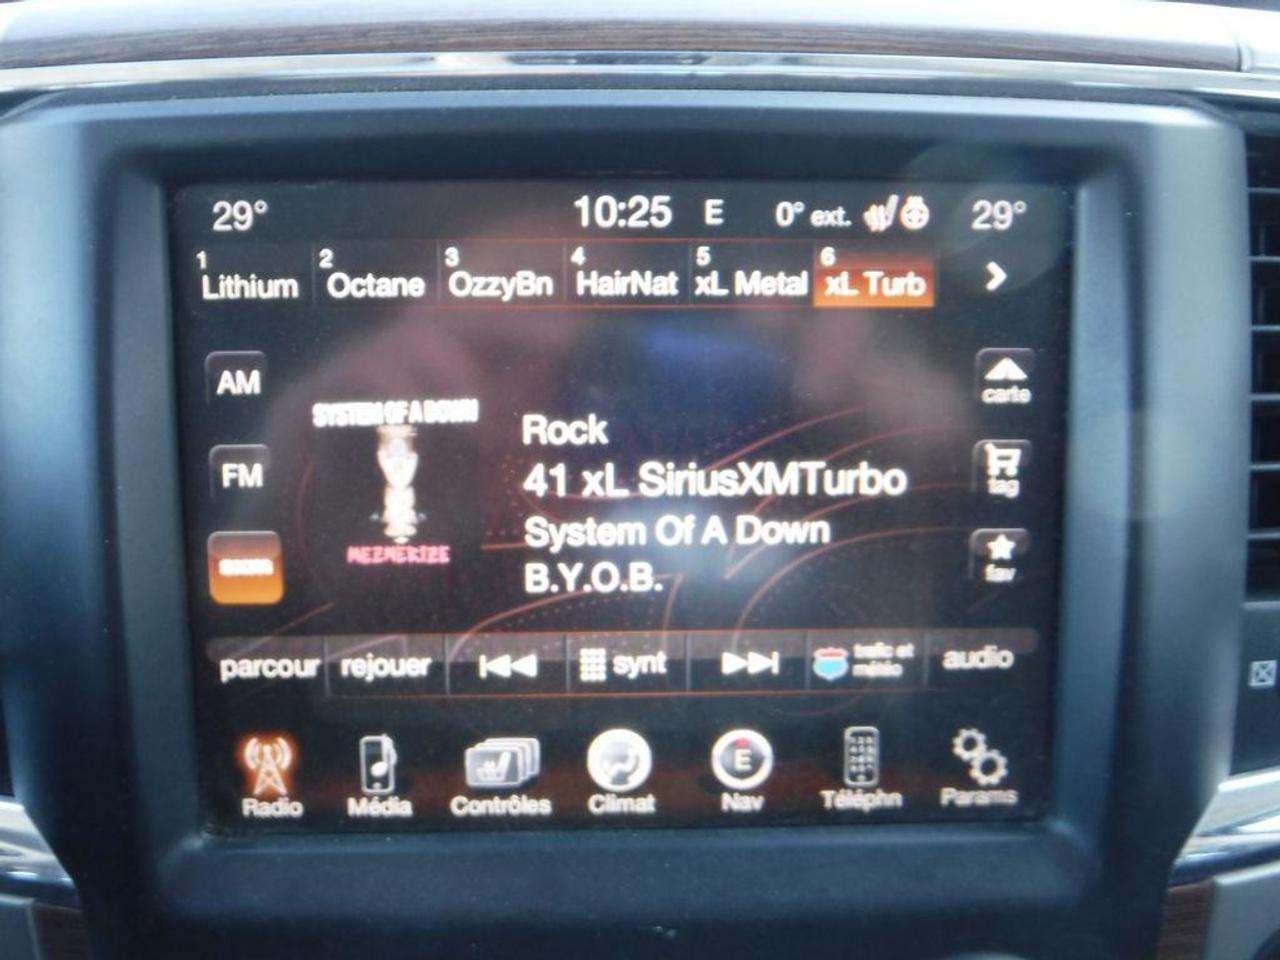 29° 10:25 E 0° ext. 29°
1 Lithium 2 Octane 3 OzzyBn 4 HairNat 5 xL Metal 6 xL Turb
AM
FM
SYSTEM OF A DOWN
MEZMERIZE
Rock
41 xL SiriusXMTurbo
System Of A Down
B.Y.O.B.
carte
tag
fav
parcour rejouer synt trafic et météo audio
Radio Média Contrôles Climat E Nav Téléphn Params